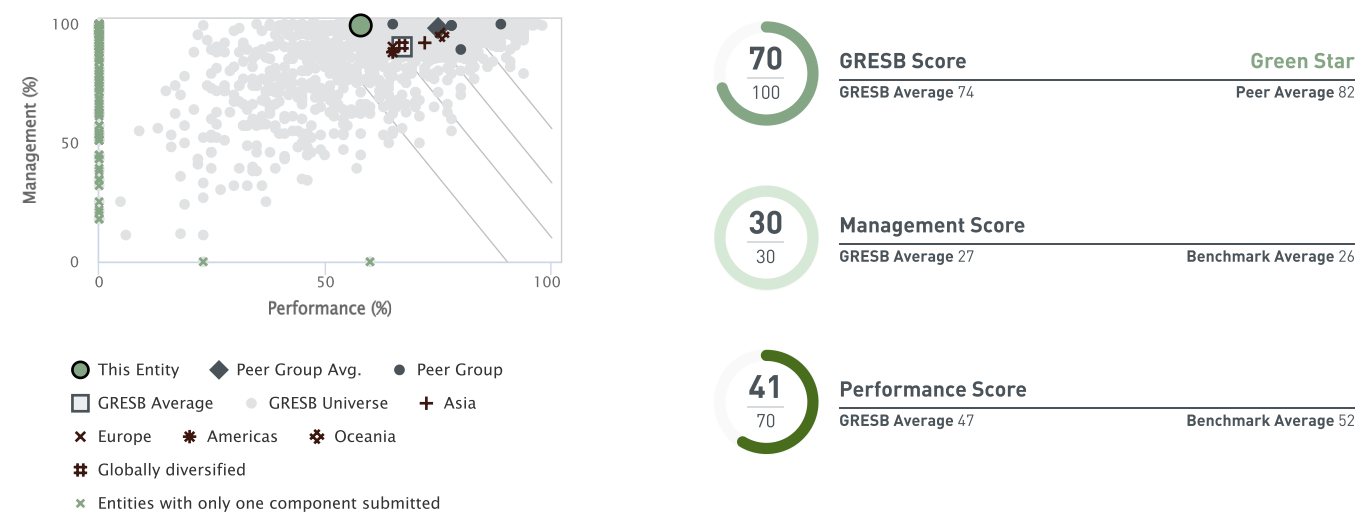 100
50
0
Management (%)
0
50
100
Performance (%)
This Entity
Peer Group Avg.
Peer Group
GRESB Average
GRESB Universe
Asia
Europe
Americas
Oceania
Globally diversified
Entities with only one component submitted
70
100
GRESB Score
Green Star
GRESB Average 74
Peer Average 82
30
30
Management Score
GRESB Average 27
Benchmark Average 26
41
70
Performance Score
GRESB Average 47
Benchmark Average 52